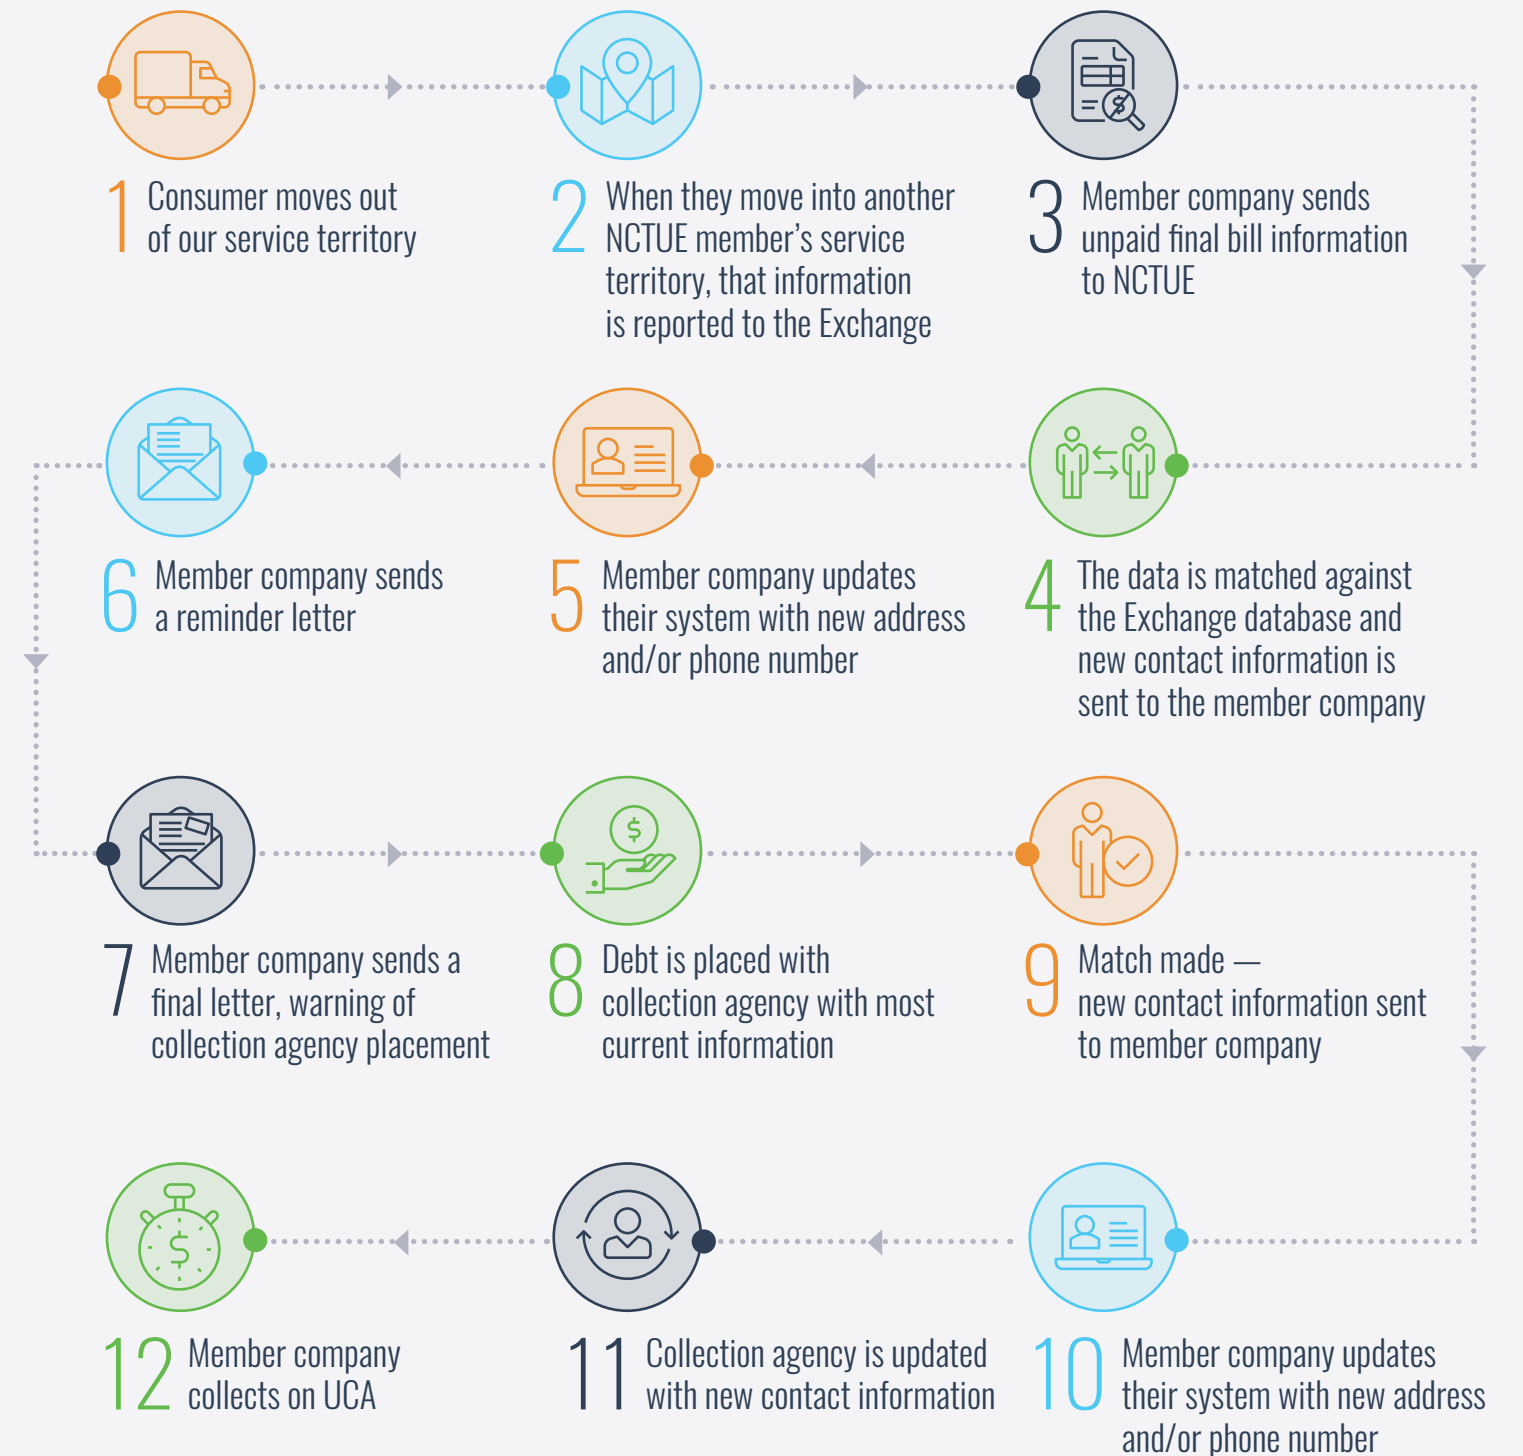 1 Consumer moves out
of our service territory
2 When they move into another
NCTUE member’s service
territory, that information
is reported to the Exchange
3 Member company sends
unpaid final bill information
to NCTUE
4 The data is matched against
the Exchange database and
new contact information is
sent to the member company
5 Member company updates
their system with new address
and/or phone number
6 Member company sends
a reminder letter
7 Member company sends a
final letter, warning of
collection agency placement
8 Debt is placed with
collection agency with most
current information
9 Match made —
new contact information sent
to member company
10 Member company updates
their system with new address
and/or phone number
11 Collection agency is updated
with new contact information
12 Member company
collects on UCA